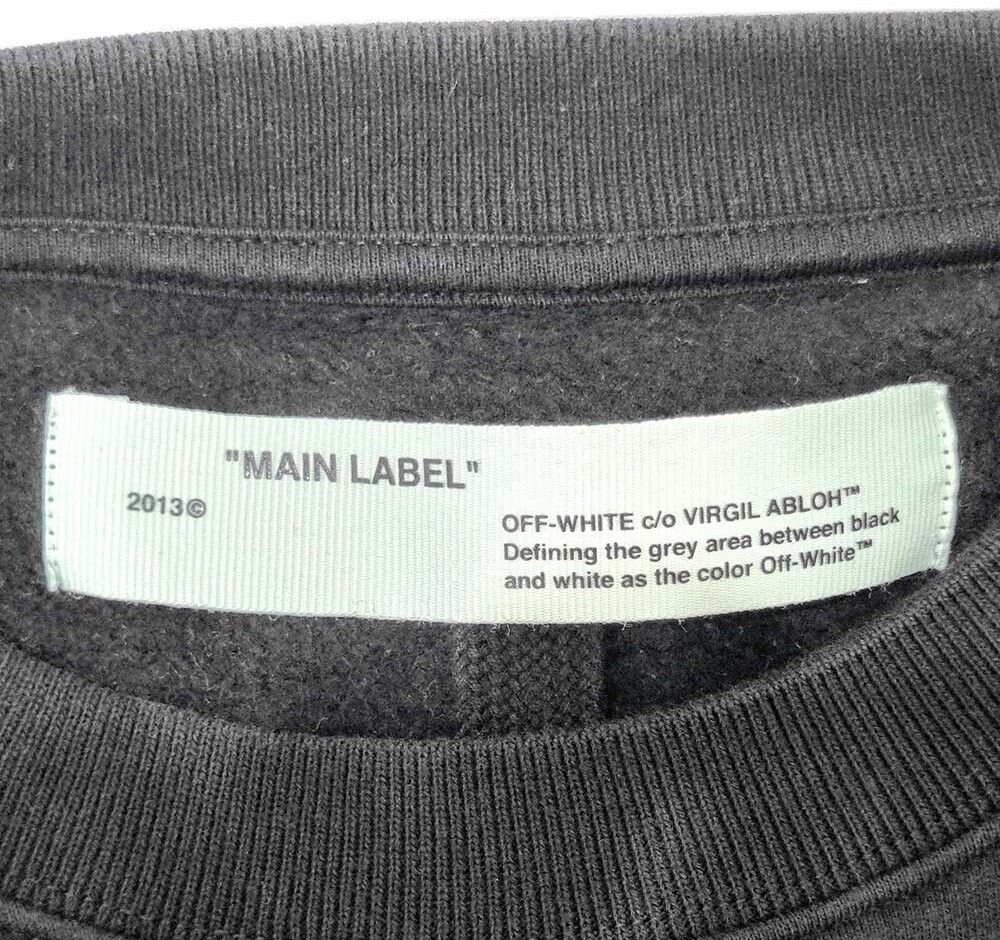 "MAIN LABEL"
2013©
OFF-WHITE c/o VIRGIL ABLOH™
Defining the grey area between black
and white as the color Off-White™